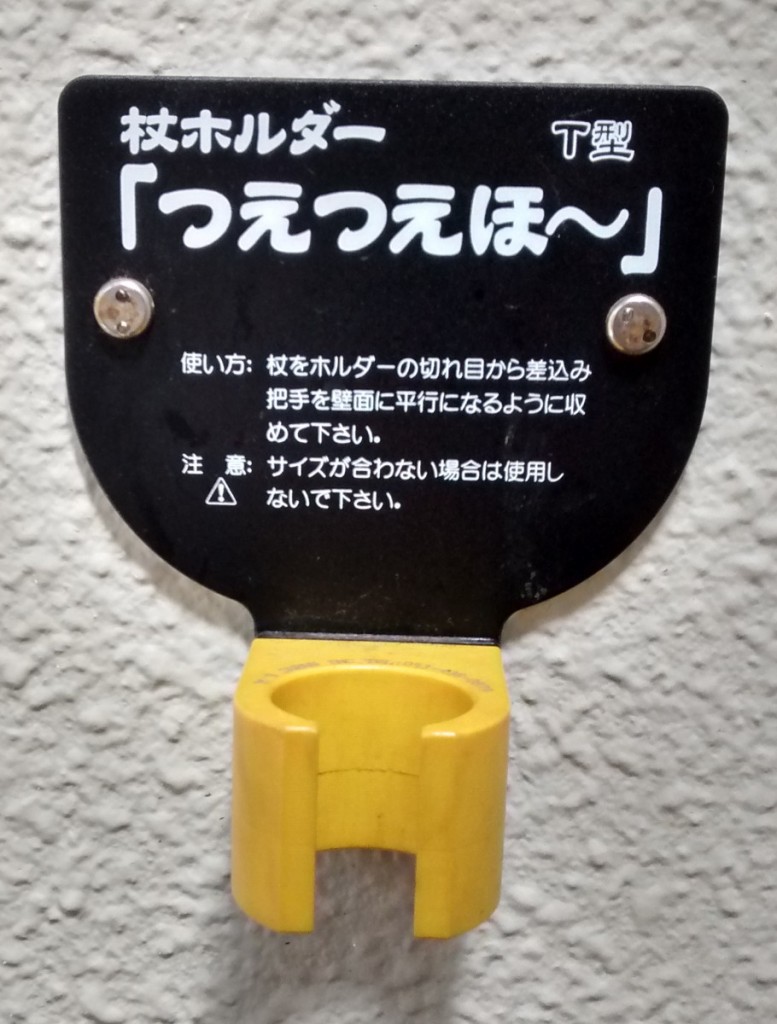 杖ホルダー T型
「つえつえほ〜」
使い方: 杖をホルダーの切れ目から差込み
把手を壁面に平行になるように収
めて下さい。
注 意: サイズが合わない場合は使用し
ないで下さい。